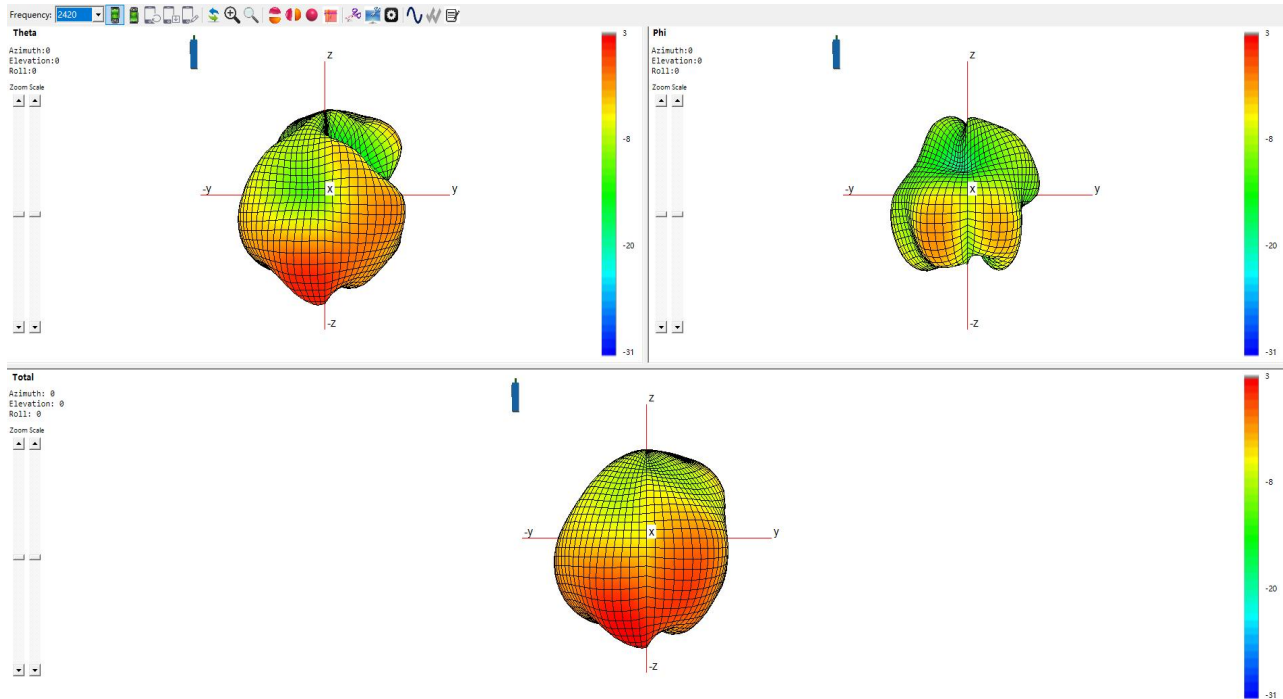 Frequency: 2420
Theta
Azimuth:0
Elevation:0
Roll:0
Zoom Scale
z
-y
X
y
-z
3
-8
-20
-31
Phi
Azimuth:0
Elevation:0
Roll:0
Zoom Scale
z
-y
X
y
-z
3
-8
-20
-31
Total
Azimuth: 0
Elevation: 0
Roll: 0
Zoom Scale
z
-y
X
y
-z
3
-8
-20
-31